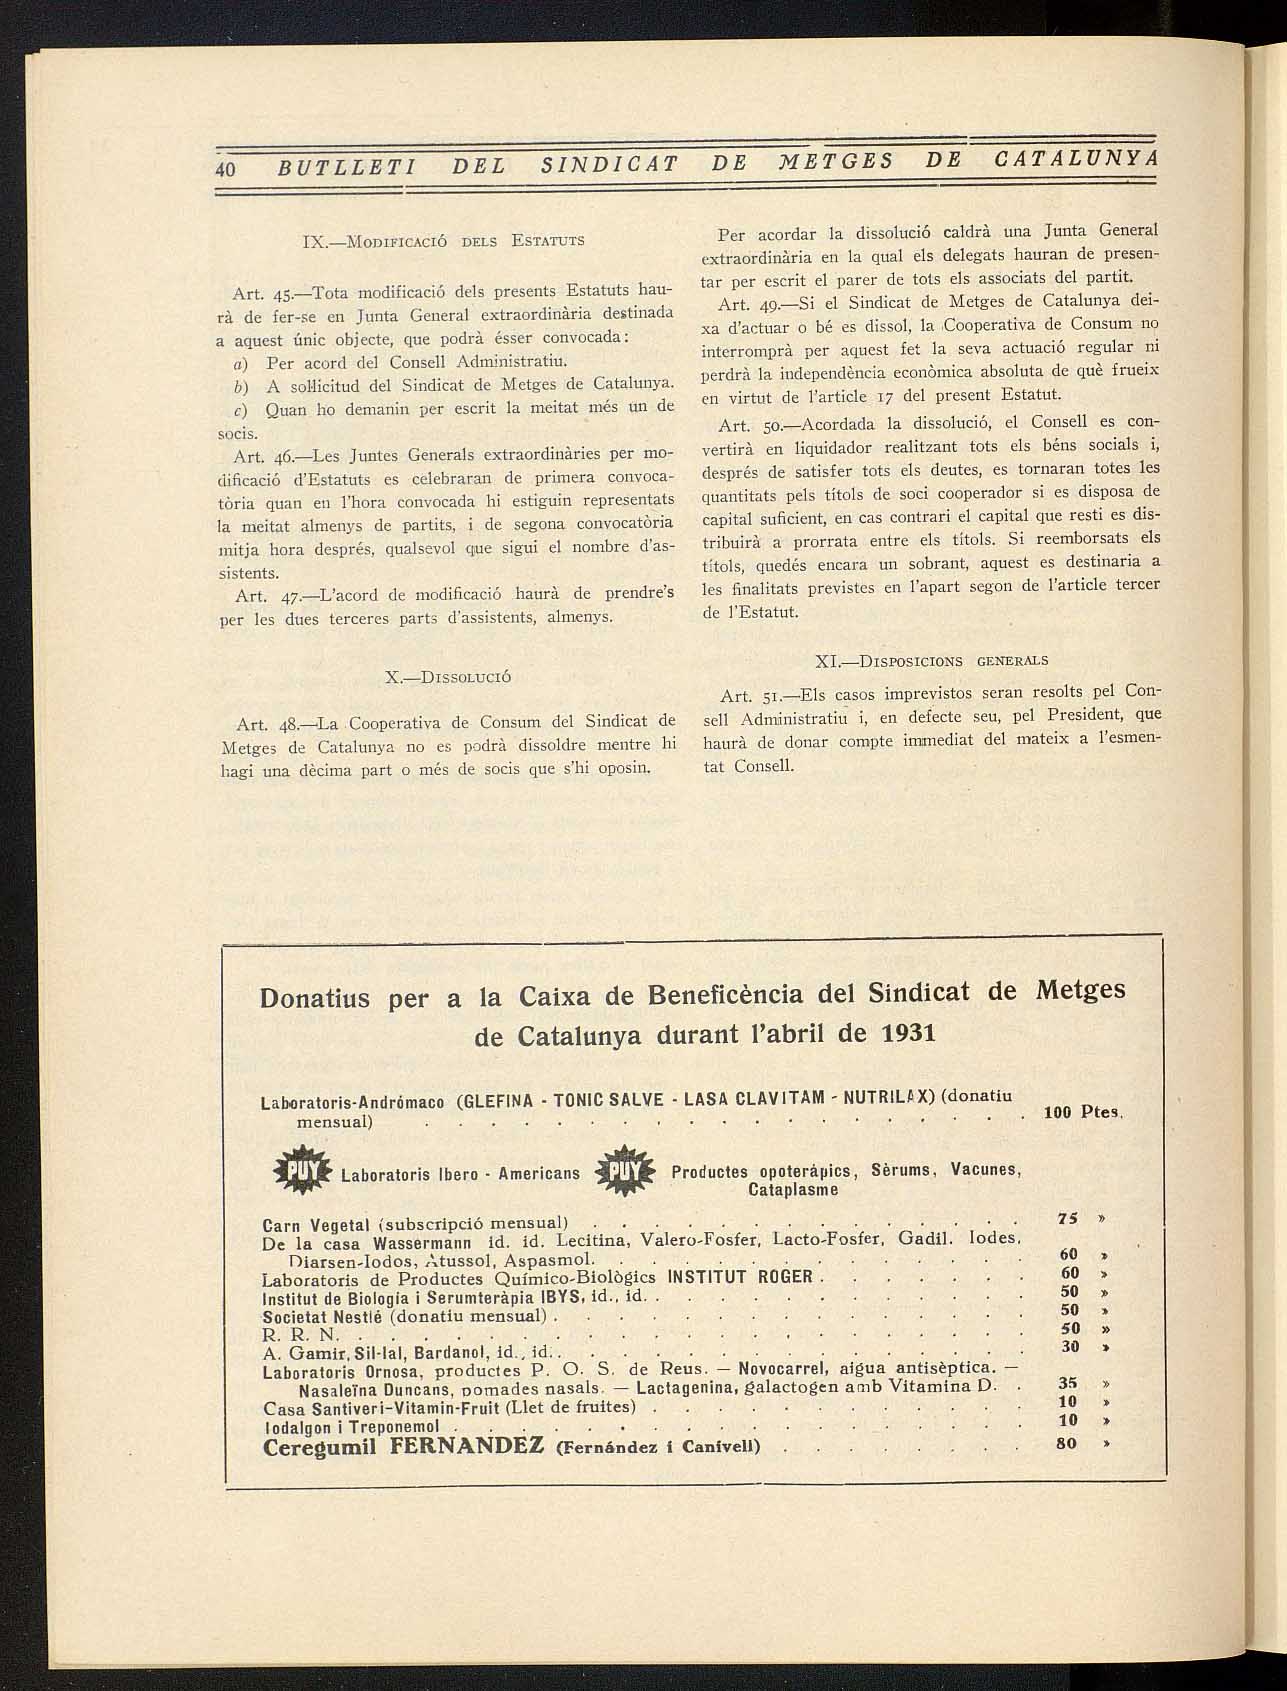 40 BUTLLETI DEL SINDICAT DE METGES DE CATALUNYA
IX.—Modificació dels Estatuts
Art. 45.—Tota modificació dels presents Estatuts hau-
rà de fer-se en Junta General extraordinària destinada
a aquest únic objecte, que podrà ésser convocada:
a) Per acord del Consell Administratiu.
b) A sol·licitud del Sindicat de Metges de Catalunya.
c) Quan ho demanin per escrit la meitat més un de
socis.
Art. 46.—Les Juntes Generals extraordinàries per mo-
dificació d'Estatuts es celebraran de primera convoca-
tòria quan en l'hora convocada hi estiguin representats
la meitat almenys de partits, i de segona convocatòria
mitja hora després, qualsevol que sigui el nombre d'as-
sistents.
Art. 47.—L'acord de modificació haurà de prendre's
per les dues terceres parts d'assistents, almenys.
X.—Dissolució
Art. 48.—La Cooperativa de Consum del Sindicat de
Metges de Catalunya no es podrà dissoldre mentre hi
hagi una dècima part o més de socis que s'hi oposin.
Per acordar la dissolució caldrà una Junta General
extraordinària en la qual els delegats hauran de presen-
tar per escrit el parer de tots els associats del partit.
Art. 49.—Si el Sindicat de Metges de Catalunya dei-
xa d'actuar o bé es dissol, la Cooperativa de Consum no
interromprà per aquest fet la seva actuació regular ni
perdrà la independència econòmica absoluta de què frueix
en virtut de l'article 17 del present Estatut.
Art. 50.—Acordada la dissolució, el Consell es con-
vertirà en liquidador realitzant tots els béns socials i,
després de satisfer tots els deutes, es tornaran totes les
quantitats pels títols de soci cooperador si es disposa de
capital suficient, en cas contrari el capital que resti es dis-
tribuirà a prorrata entre els títols. Si reemborsats els
títols, quedés encara un sobrant, aquest es destinaria a
les finalitats previstes en l'apart segon de l'article tercer
de l'Estatut.
XI.—Disposicions generals
Art. 51.—Els casos imprevistos seran resolts pel Con-
sell Administratiu i, en defecte seu, pel President, que
haurà de donar compte immediat del mateix a l'esmen-
tat Consell.
Donatius per a la Caixa de Beneficència del Sindicat de Metges
de Catalunya durant l'abril de 1931
Laboratoris-Andrómaco (GLEFINA - TONIC SALVE - LASA CLAVITAM - NUTRILAX) (donatiu
mensual) . . . . . . . . . . . . . . . . . . . 100 Ptes.
PUY Laboratoris Ibero - Americans PUY Productes opoteràpics, Sèrums, Vacunes,
Cataplasme
Carn Vegetal (subscripció mensual) . . . . . . . . . . . . . . 75 »
De la casa Wassermann id. id. Lecitina, Valero-Fosfer, Lacto-Fosfer, Gadil. Iodes,
Diarsen-Iodos, Atussol, Aspasmol. . . . . . . . . . . . . . . 60 »
Laboratoris de Productes Químico-Biològics INSTITUT ROGER . . . . . . . 60 »
Institut de Biologia i Serumteràpia IBYS, id., id. . . . . . . . . . . . . 50 »
Societat Nestlé (donatiu mensual) . . . . . . . . . . . . . . . 50 »
R. R. N. . . . . . . . . . . . . . . . . . . . . . . 50 »
A. Gamir, Sil-lal, Bardanol, id., id. . . . . . . . . . . . . . . . 30 »
Laboratoris Ornosa, productes P. O. S. de Reus. — Novocarrel, aigua antisèptica. —
Nasaleïna Duncans, pomades nasals. — Lactagenina, galactogen amb Vitamina D. . 35 »
Casa Santiveri-Vitamin-Fruit (Llet de fruites) . . . . . . . . . . . . 10 »
Iodalgon i Treponemol . . . . . . . . . . . . . . . . . . 10 »
Ceregumil FERNANDEZ (Fernández i Canivell) . . . . . . . . 80 »